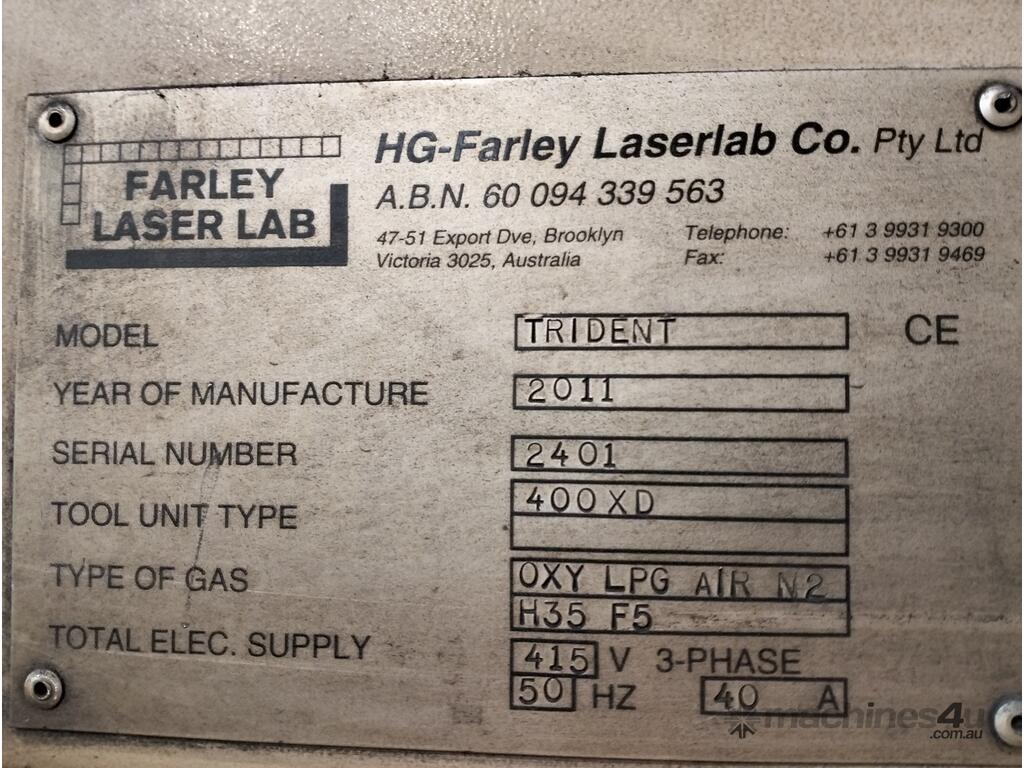 FARLEY
LASER LAB
HG-Farley Laserlab Co. Pty Ltd
A.B.N. 60 094 339 563
47-51 Export Dve, Brooklyn
Victoria 3025, Australia
Telephone: +61 3 9931 9300
Fax: +61 3 9931 9469
MODEL TRIDENT CE
YEAR OF MANUFACTURE 2011
SERIAL NUMBER 2401
TOOL UNIT TYPE 400XD
TYPE OF GAS OXY LPG AIR N2
H35 F5
TOTAL ELEC. SUPPLY 415 V 3-PHASE
50 HZ 40 A
machines4u
.com.au